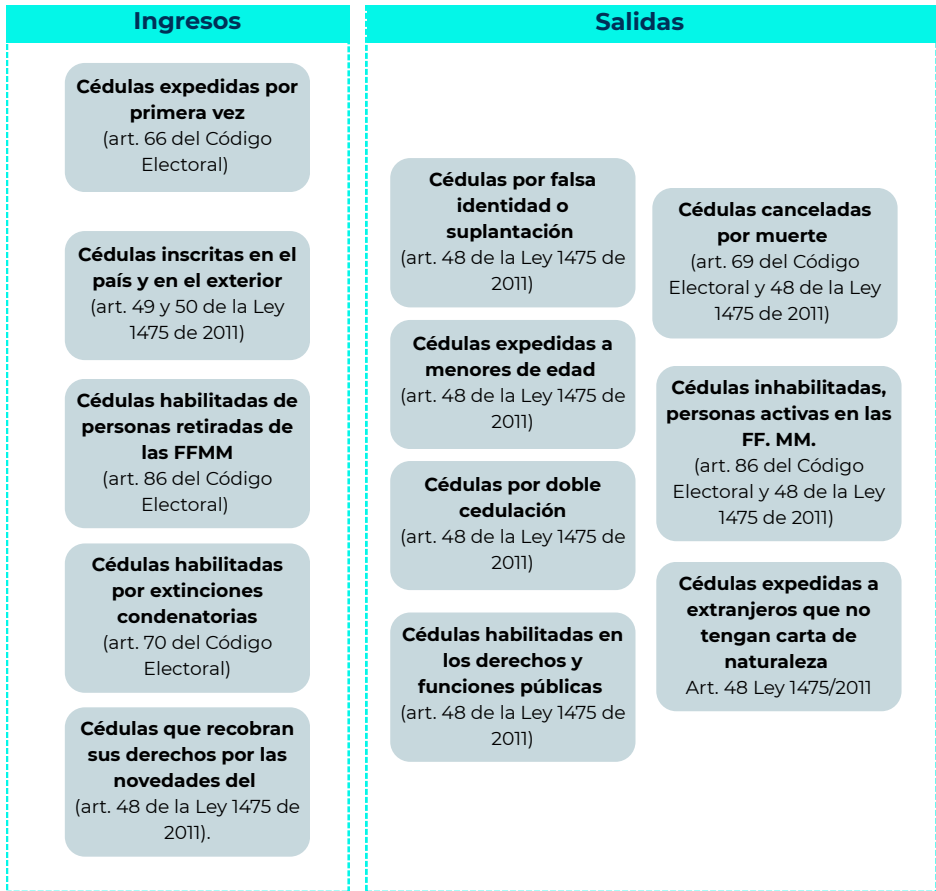 Ingresos
Cédulas expedidas por
primera vez
(art. 66 del Código
Electoral)
Cédulas inscritas en el
país y en el exterior
(art. 49 y 50 de la Ley
1475 de 2011)
Cédulas habilitadas de
personas retiradas de
las FFMM
(art. 86 del Código
Electoral)
Cédulas habilitadas
por extinciones
condenatorias
(art. 70 del Código
Electoral)
Cédulas que recobran
sus derechos por las
novedades del
(art. 48 de la Ley 1475 de
2011).
Salidas
Cédulas por falsa
identidad o
suplantación
(art. 48 de la Ley 1475 de
2011)
Cédulas expedidas a
menores de edad
(art. 48 de la Ley 1475 de
2011)
Cédulas por doble
cedulación
(art. 48 de la Ley 1475 de
2011)
Cédulas habilitadas en
los derechos y
funciones públicas
(art. 48 de la Ley 1475 de
2011)
Cédulas canceladas
por muerte
(art. 69 del Código
Electoral y 48 de la Ley
1475 de 2011)
Cédulas inhabilitadas,
personas activas en las
FF. MM.
(art. 86 del Código
Electoral y 48 de la Ley
1475 de 2011)
Cédulas expedidas a
extranjeros que no
tengan carta de
naturaleza
Art. 48 Ley 1475/2011